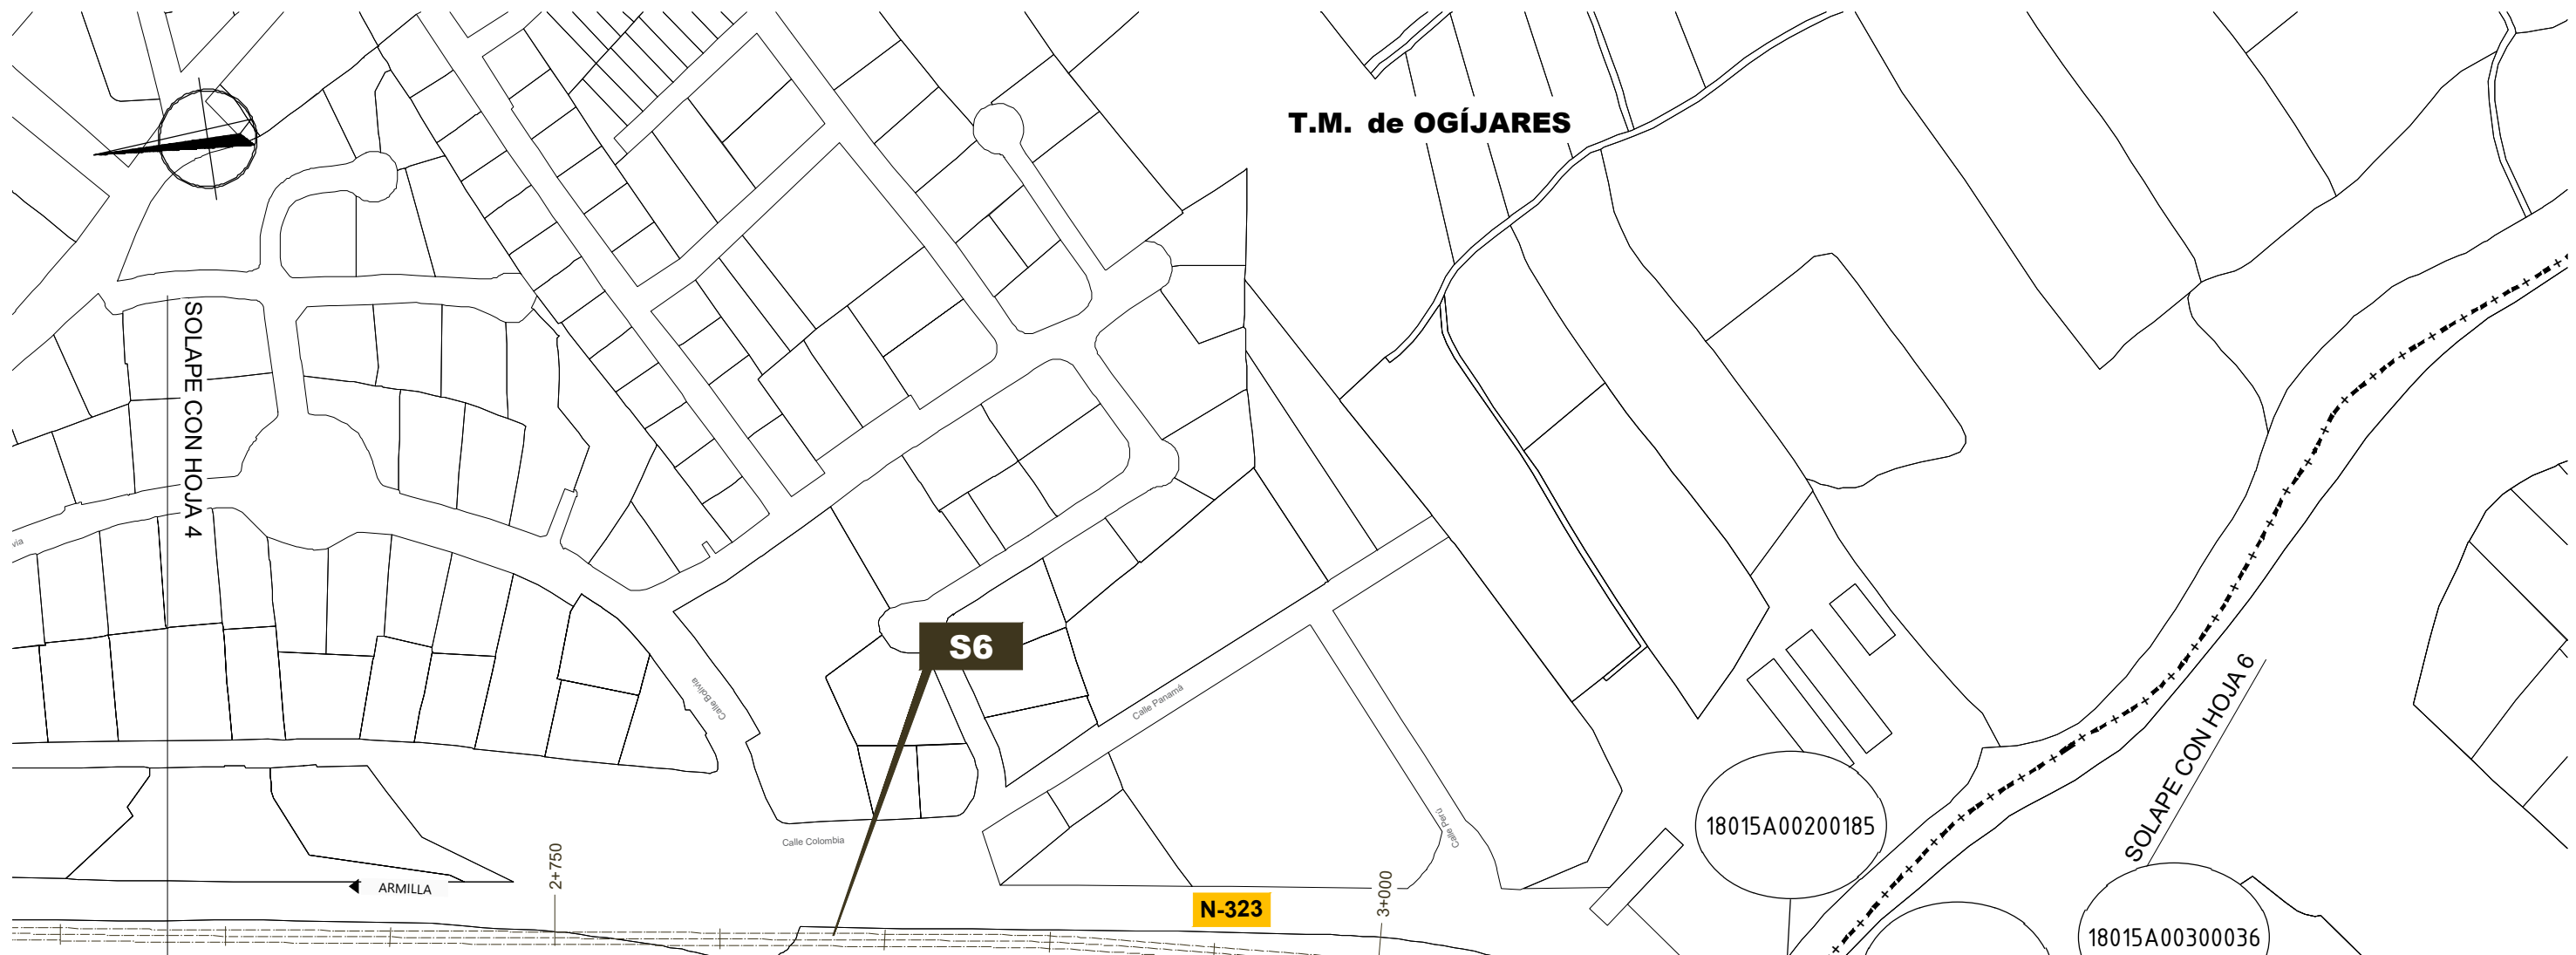 T.M. de OGÍJARES
SOLAPE CON HOJA 4
via
S6
Calle Bolivia
Calle Panamá
SOLAPE CON HOJA 6
Calle Colombia
Calle Perú
18015A00200185
2+750
ARMILLA
3+000
N-323
18015A00300036